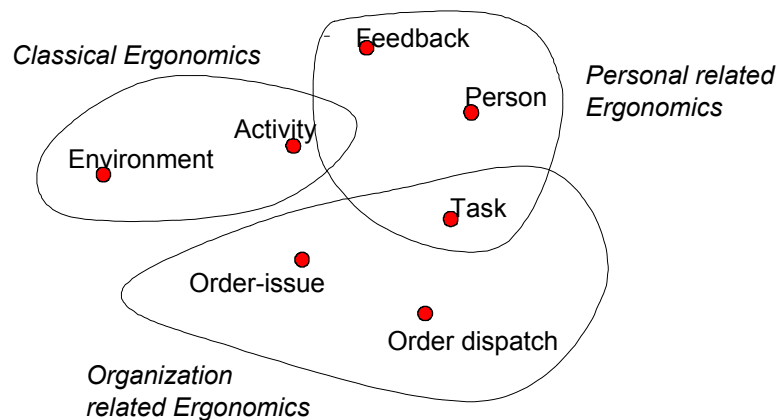 Feedback
Classical Ergonomics
Personal related
Ergonomics
Person
Activity
Environment
Task
Order-issue
Order dispatch
Organization
related Ergonomics